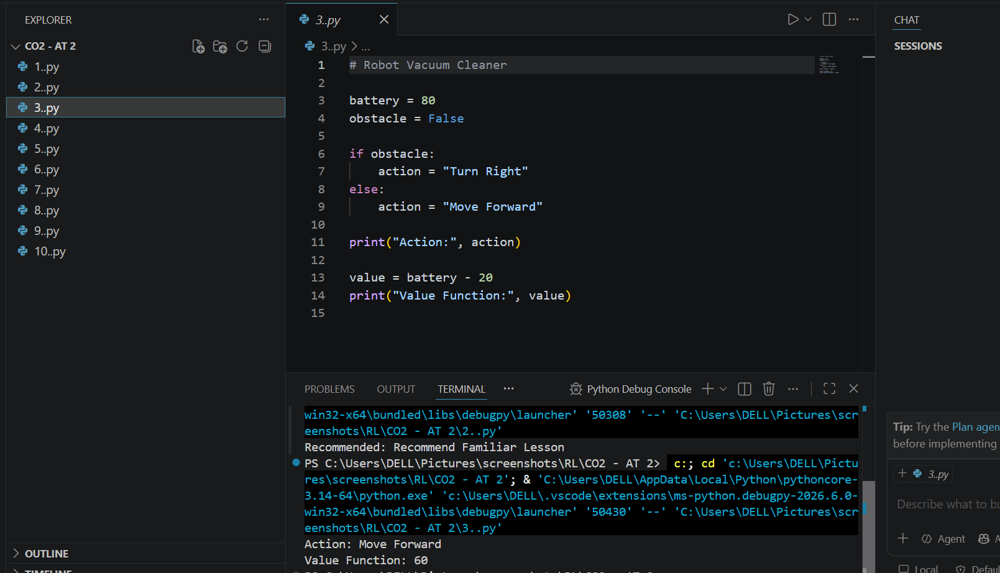 EXPLORER
CO2 - AT 2
1..py
2..py
3..py
4..py
5..py
6..py
7..py
8..py
9..py
10..py
OUTLINE
TIMELINE
3..py
3..py > ...
1 # Robot Vacuum Cleaner
2
3 battery = 80
4 obstacle = False
5
6 if obstacle:
7     action = "Turn Right"
8 else:
9     action = "Move Forward"
10
11 print("Action:", action)
12
13 value = battery - 20
14 print("Value Function:", value)
15
PROBLEMS OUTPUT TERMINAL ... Python Debug Console
win32-x64\bundled\libs\debugpy\launcher' '50308' '--' 'C:\Users\DELL\Pictures\scr
eenshots\RL\CO2 - AT 2\2..py'
Recommended: Recommend Familiar Lesson
PS C:\Users\DELL\Pictures\screenshots\RL\CO2 - AT 2> c:; cd 'c:\Users\DELL\Pictu
res\screenshots\RL\CO2 - AT 2'; & 'C:\Users\DELL\AppData\Local\Python\pythoncore-
3.14-64\python.exe' 'c:\Users\DELL\.vscode\extensions\ms-python.debugpy-2026.6.0-
win32-x64\bundled\libs\debugpy\launcher' '50430' '--' 'C:\Users\DELL\Pictures\scr
eenshots\RL\CO2 - AT 2\3..py'
Action: Move Forward
Value Function: 60
CHAT
SESSIONS
Tip: Try the Plan agen
before implementing
3..py
Describe what to bu
Agent A
Local Defaul